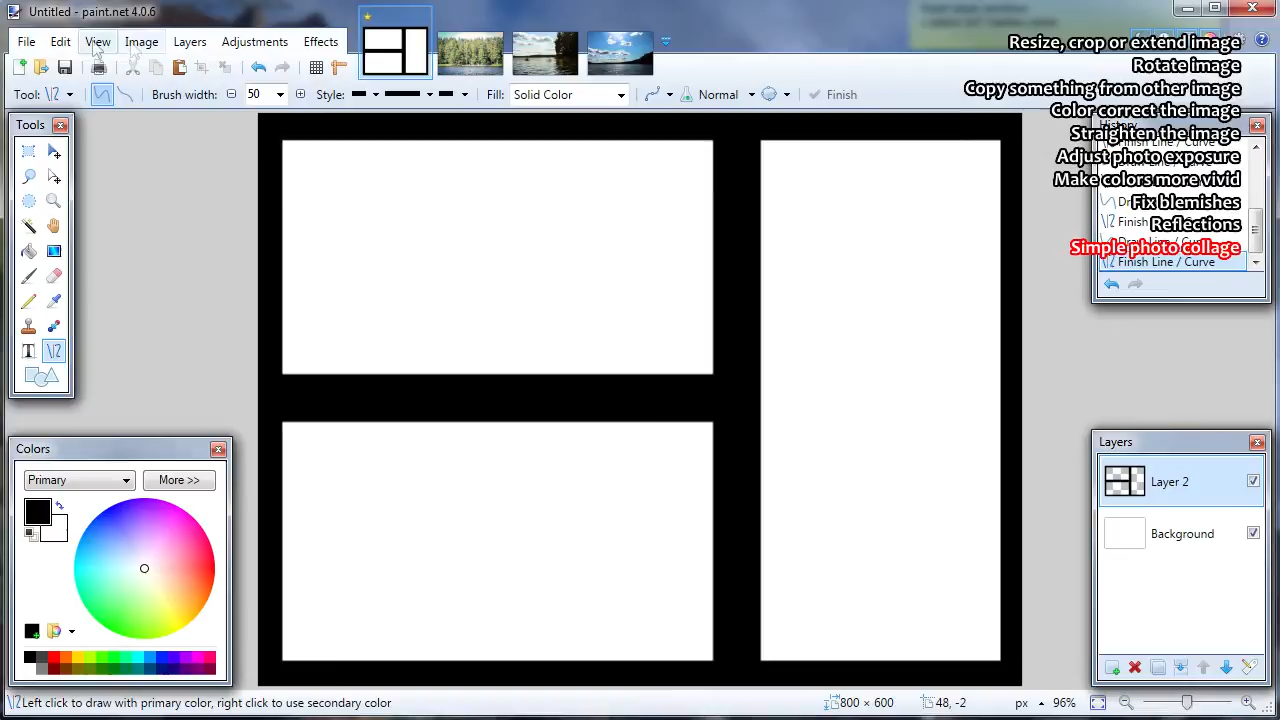 Untitled - paint.net 4.0.6
File Edit View Image Layers Adjustments Effects
Resize, crop or extend image
Rotate image
Copy something from other image
Color correct the image
Straighten the image
Adjust photo exposure
Make colors more vivid
Fix blemishes
Reflections
Simple photo collage
Tool: Brush width: 50 Style: Fill: Solid Color Normal Finish
Tools
Finish Line / Curve
Finish Line / Curve
Colors
Primary More >>
Layers
Layer 2
Background
Left click to draw with primary color, right click to use secondary color
800 × 600 48, -2 px 96%